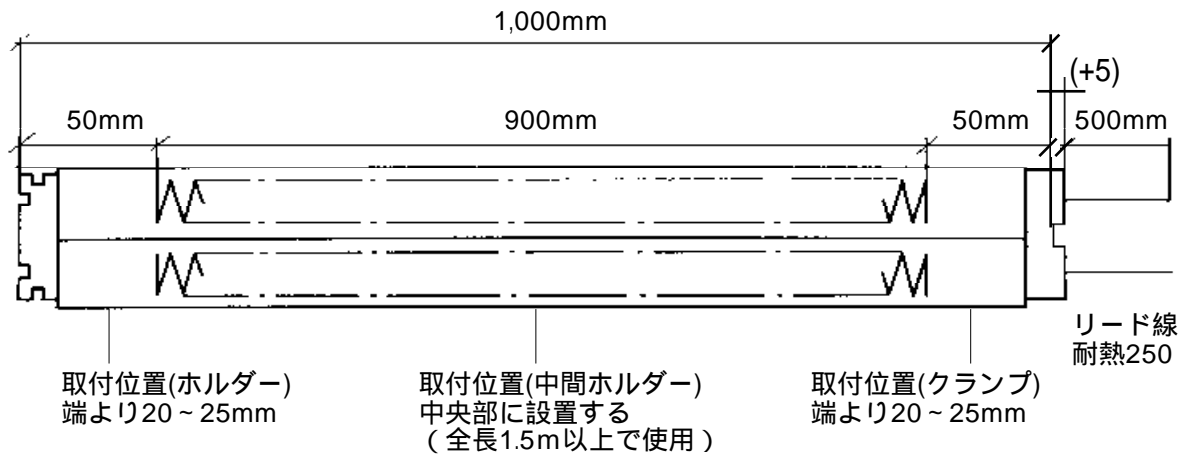 1,000mm
(+5)
50mm
900mm
50mm
500mm
リード線
耐熱250
取付位置(ホルダー)
端より20~25mm
取付位置(中間ホルダー)
中央部に設置する
(全長1.5m以上で使用)
取付位置(クランプ)
端より20~25mm